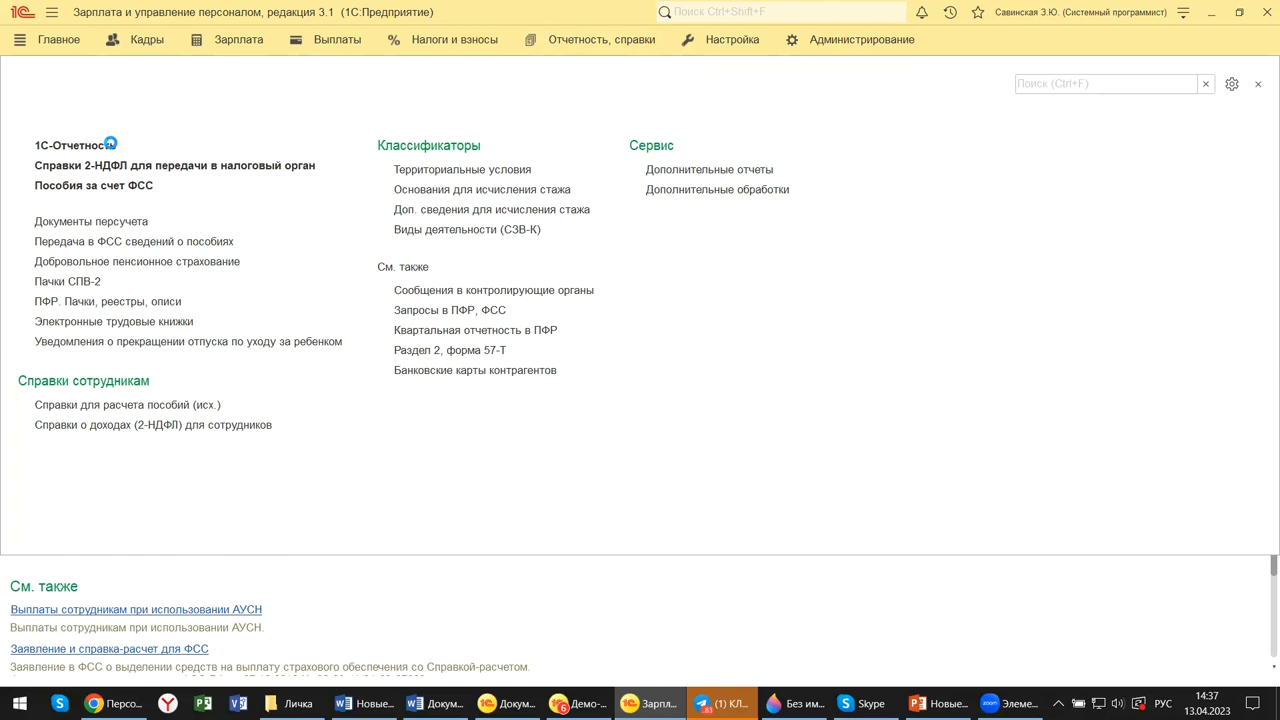 Зарплата и управление персоналом, редакция 3.1 (1С:Предприятие)
Поиск Ctrl+Shift+F
Савинская З.Ю. (Системный программист)
Главное
Кадры
Зарплата
Выплаты
Налоги и взносы
Отчетность, справки
Настройка
Администрирование
Поиск (Ctrl+F)
1С-Отчетность
Справки 2-НДФЛ для передачи в налоговый орган
Пособия за счет ФСС
Документы персучета
Передача в ФСС сведений о пособиях
Добровольное пенсионное страхование
Пачки СПВ-2
ПФР. Пачки, реестры, описи
Электронные трудовые книжки
Уведомления о прекращении отпуска по уходу за ребенком
Справки сотрудникам
Справки для расчета пособий (исх.)
Справки о доходах (2-НДФЛ) для сотрудников
Классификаторы
Территориальные условия
Основания для исчисления стажа
Доп. сведения для исчисления стажа
Виды деятельности (СЗВ-К)
См. также
Сообщения в контролирующие органы
Запросы в ПФР, ФСС
Квартальная отчетность в ПФР
Раздел 2, форма 57-Т
Банковские карты контрагентов
Сервис
Дополнительные отчеты
Дополнительные обработки
См. также
Выплаты сотрудникам при использовании АУСН
Выплаты сотрудникам при использовании АУСН.
Заявление и справка-расчет для ФСС
Заявление в ФСС о выделении средств на выплату страхового обеспечения со Справкой-расчетом.
Персо...
Личка
Новые...
Докум...
Докум...
6
Демо-...
Зарпл...
83
(1) КЛ...
Без им...
Skype
Новые...
zoom
Элеме...
РУС
14:37
13.04.2023